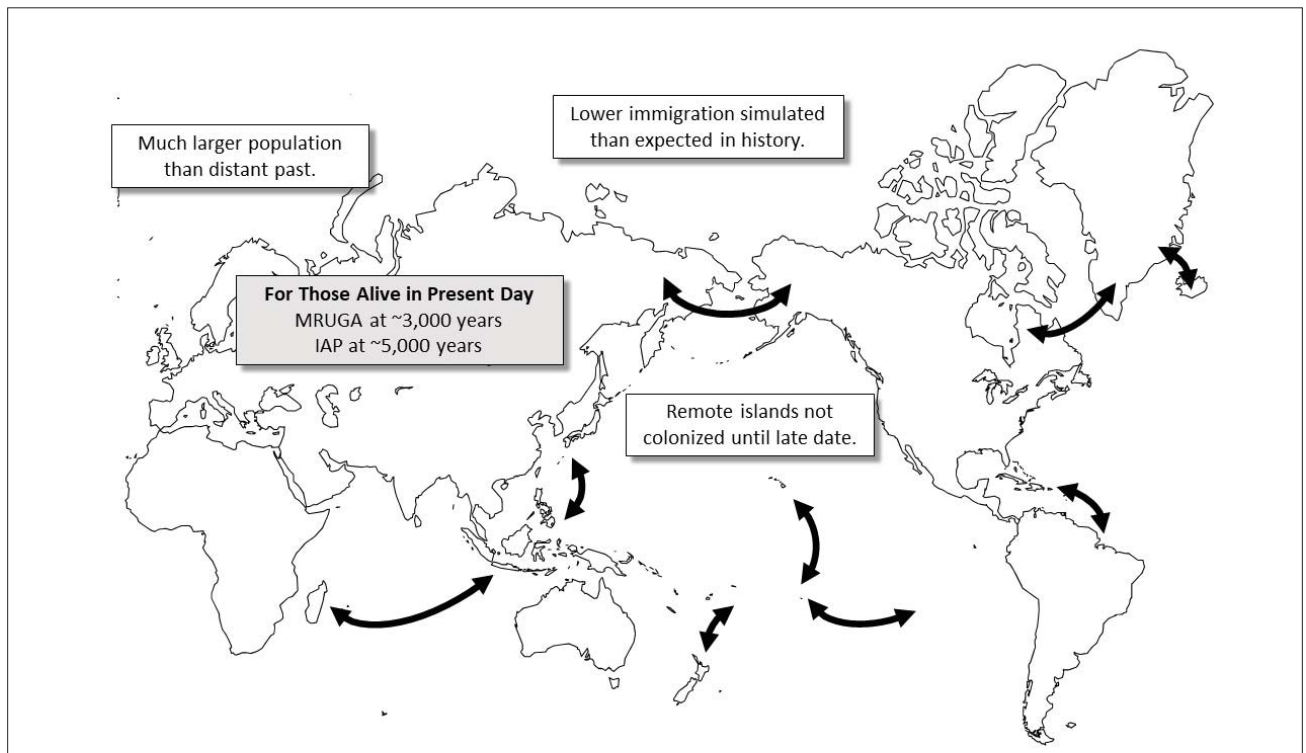 Lower immigration simulated
than expected in history.
Much larger population
than distant past.
For Those Alive in Present Day
MRUGA at ~3,000 years
IAP at ~5,000 years
Remote islands not
colonized until late date.